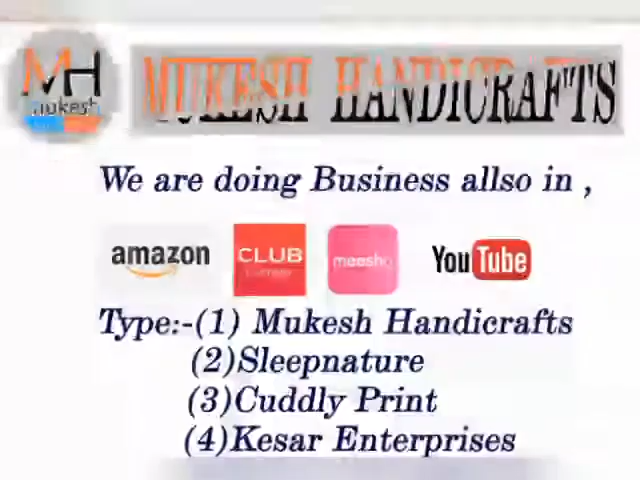 MH
Mukesh
MUKESH HANDICRAFTS
We are doing Business allso in ,
amazon
CLUB
meesho
YouTube
Type:-(1) Mukesh Handicrafts
(2)Sleepnature
(3)Cuddly Print
(4)Kesar Enterprises